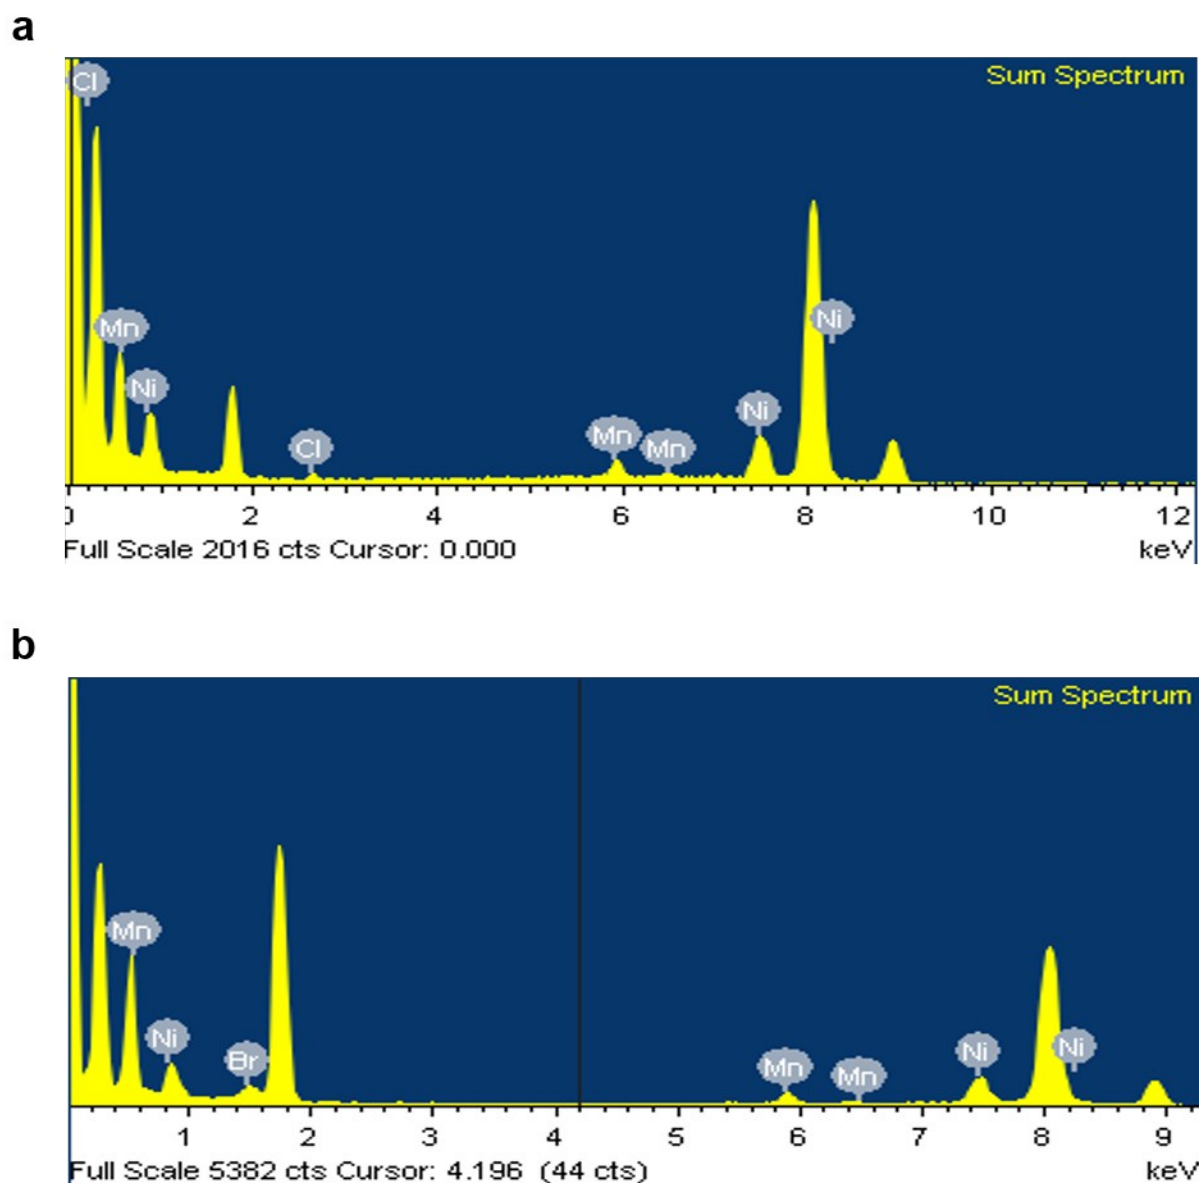 a
Sum Spectrum
Cl
Mn
Ni
Cl
Mn
Mn
Ni
Ni
0 2 4 6 8 10 12
Full Scale 2016 cts Cursor: 0.000 keV
b
Sum Spectrum
Mn
Ni
Br
Mn
Mn
Ni
Ni
1 2 3 4 5 6 7 8 9
Full Scale 5382 cts Cursor: 4.196 (44 cts) keV